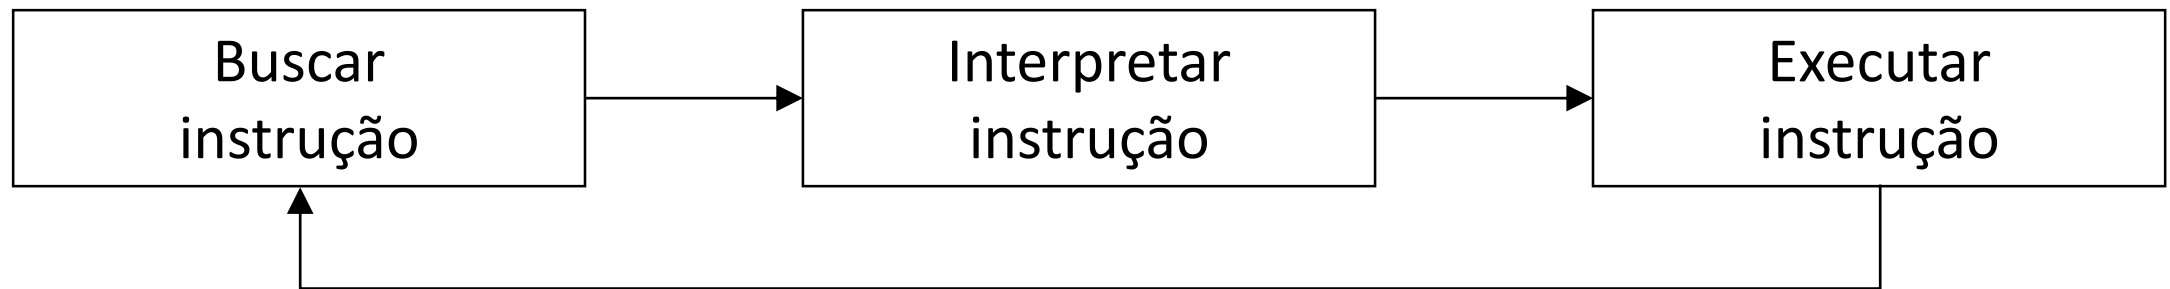 Buscar
instrução
Interpretar
instrução
Executar
instrução